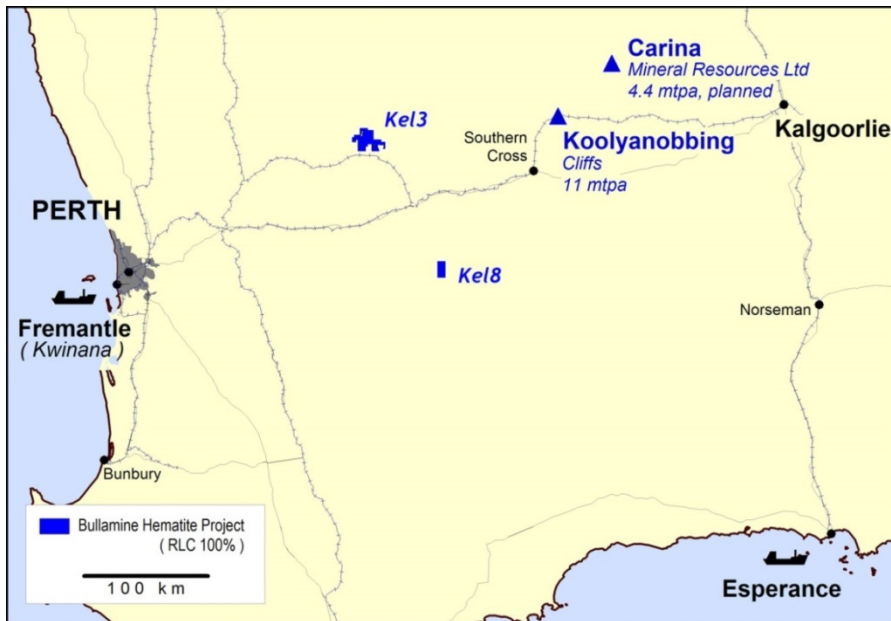 Carina
Mineral Resources Ltd
4.4 mtpa, planned
Kel3
Kalgoorlie
Southern
Cross
Koolyanobbing
Cliffs
11 mtpa
PERTH
Kel8
Fremantle
( Kwinana )
Norseman
Bunbury
Bullamine Hematite Project
( RLC 100% )
100 km
Esperance